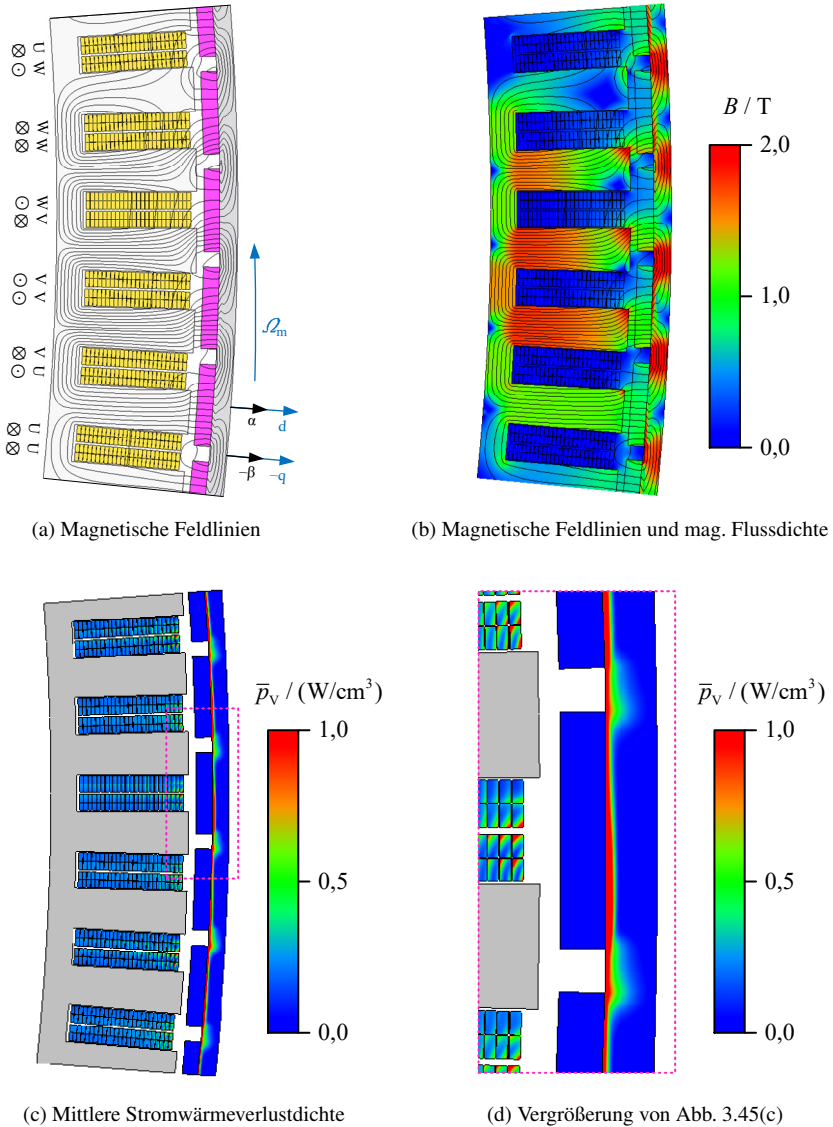 ⊗ ⊙ U W
⊗ ⊗ W W
⊙ ⊗ W V
⊙ ⊙ V V
⊗ ⊙ V U
⊗ ⊗ U U
Ωm
α d
−β −q
B / T
2,0
1,0
0,0
(a) Magnetische Feldlinien
(b) Magnetische Feldlinien und mag. Flussdichte
p̅V / (W/cm³)
1,0
0,5
0,0
p̅V / (W/cm³)
1,0
0,5
0,0
(c) Mittlere Stromwärmeverlustdichte
(d) Vergrößerung von Abb. 3.45(c)